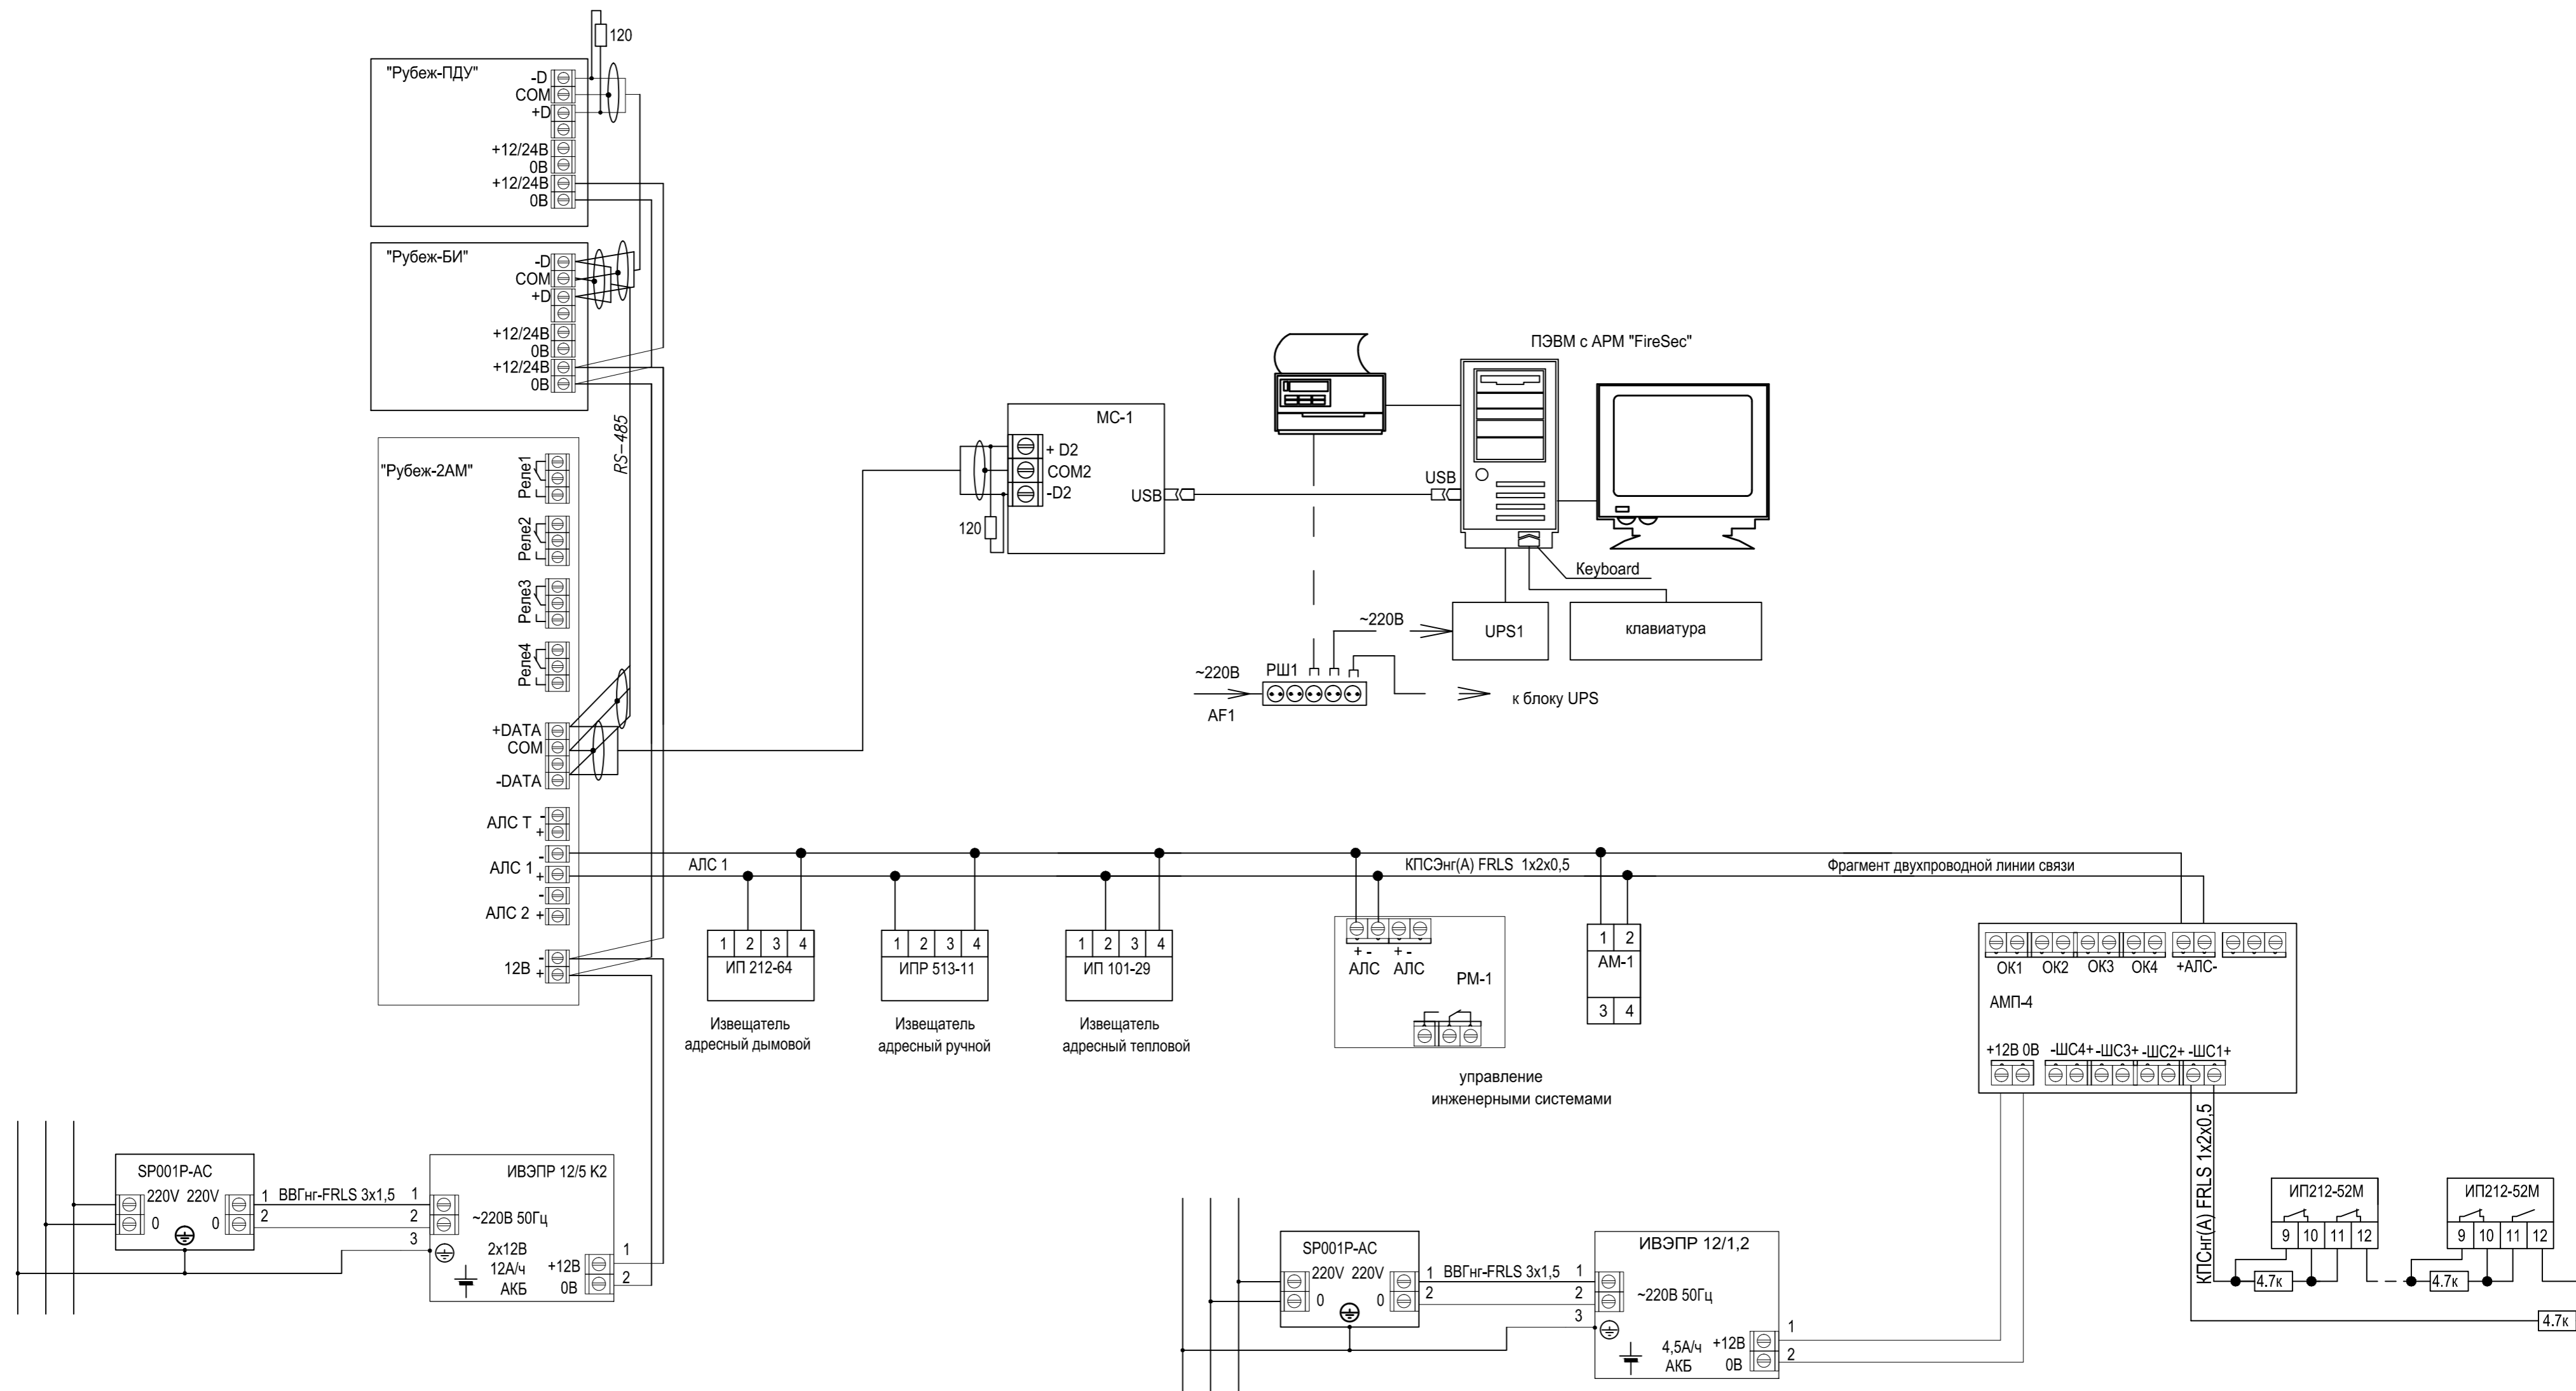 120
"Рубеж-ПДУ"
-D
COM
+D
+12/24В
0В
+12/24В
0В
"Рубеж-БИ"
-D
COM
+D
+12/24В
0В
+12/24В
0В
RS-485
"Рубеж-2АМ"
Реле1
Реле2
Реле3
Реле4
+DATA
COM
-DATA
АЛС Т - +
АЛС 1 - +
АЛС 2 - +
12В - +
МС-1
+ D2
COM2
-D2
120
USB
USB
ПЭВМ с АРМ "FireSec"
Keyboard
UPS1
клавиатура
~220В
~220В
РШ1
AF1
к блоку UPS
АЛС 1
КПСЭнг(А) FRLS 1х2х0,5
Фрагмент двухпроводной линии связи
1 2 3 4
ИП 212-64
Извещатель
адресный дымовой
1 2 3 4
ИПР 513-11
Извещатель
адресный ручной
1 2 3 4
ИП 101-29
Извещатель
адресный тепловой
+ - + -
АЛС АЛС
РМ-1
управление
инженерными системами
1 2
АМ-1
3 4
ОК1 ОК2 ОК3 ОК4 +АЛС-
АМП-4
+12В 0В -ШС4+ -ШС3+ -ШС2+ -ШС1+
КПСнг(А) FRLS 1х2х0,5
ИП212-52М
9 10 11 12
4.7к
ИП212-52М
9 10 11 12
4.7к
4.7к
SP001P-AC
220V 220V
0 0
1 ВВГнг-FRLS 3х1,5 1
2 2
3
ИВЭПР 12/5 К2
~220В 50Гц
2х12В
12А/ч
АКБ
+12В 1
0В 2
SP001P-AC
220V 220V
0 0
1 ВВГнг-FRLS 3х1,5 1
2 2
3
ИВЭПР 12/1,2
~220В 50Гц
4,5А/ч
АКБ
+12В 1
0В 2